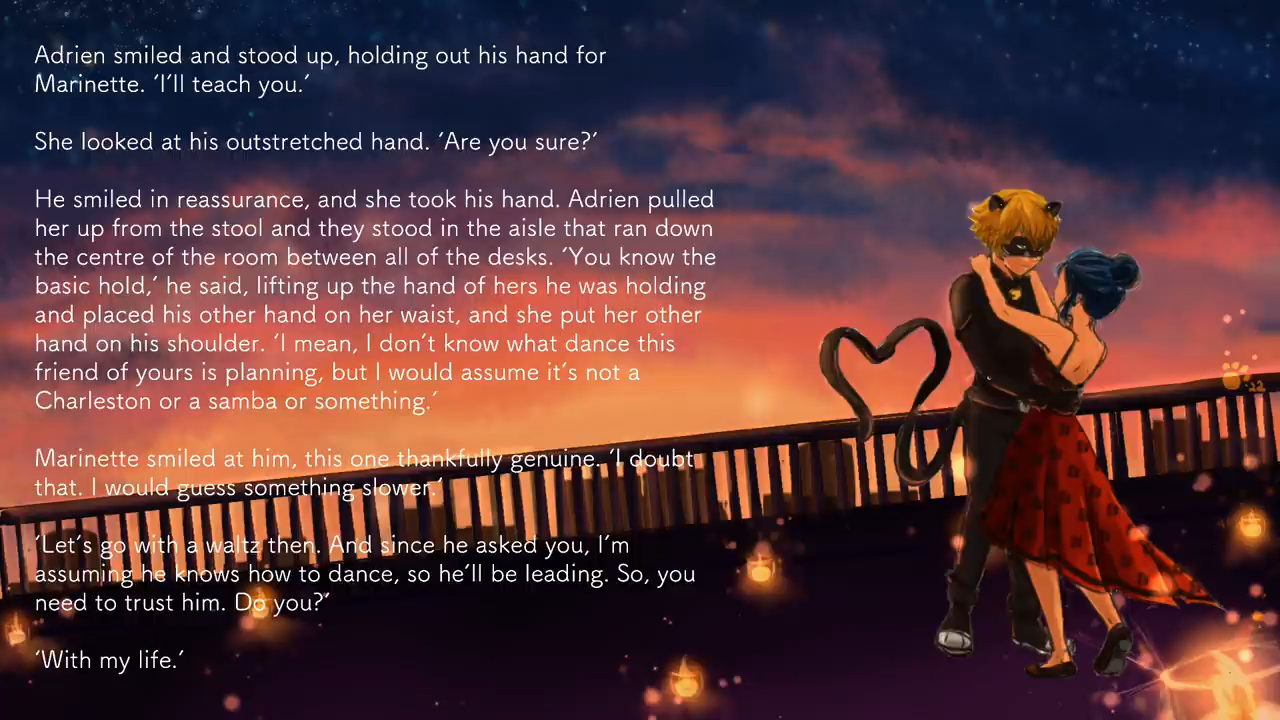 Adrien smiled and stood up, holding out his hand for
Marinette. ‘I’ll teach you.’
She looked at his outstretched hand. ‘Are you sure?’
He smiled in reassurance, and she took his hand. Adrien pulled
her up from the stool and they stood in the aisle that ran down
the centre of the room between all of the desks. ‘You know the
basic hold,’ he said, lifting up the hand of hers he was holding
and placed his other hand on her waist, and she put her other
hand on his shoulder. ‘I mean, I don’t know what dance this
friend of yours is planning, but I would assume it’s not a
Charleston or a samba or something.’
Marinette smiled at him, this one thankfully genuine. ‘I doubt
that. I would guess something slower.’
‘Let’s go with a waltz then. And since he asked you, I’m
assuming he knows how to dance, so he’ll be leading. So, you
need to trust him. Do you?’
‘With my life.’
'22